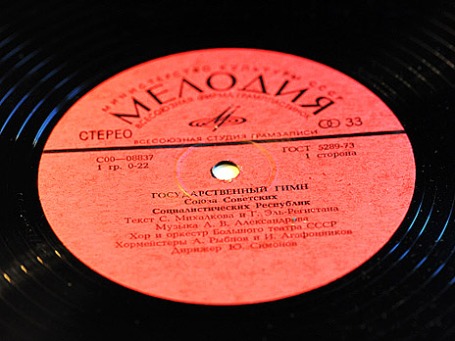 МИНИСТЕРСТВО КУЛЬТУРЫ СССР
МЕЛОДИЯ
ВСЕСОЮЗНАЯ ФИРМА ГРАМПЛАСТИНОК
СТЕРЕО
33
ВСЕСОЮЗНАЯ СТУДИЯ ГРАМЗАПИСИ
С00—08837
ГОСТ 5289-73
1 гр. 0-22
1 сторона
ГОСУДАРСТВЕННЫЙ ГИМН
Союза Советских
Социалистических Республик
Текст С. Михалкова и Г. Эль-Регистана
Музыка А. В. Александрова
Хор и оркестр Большого театра СССР
Хормейстеры А. Рыбнов и И. Агафонников
Дирижер Ю. Симонов